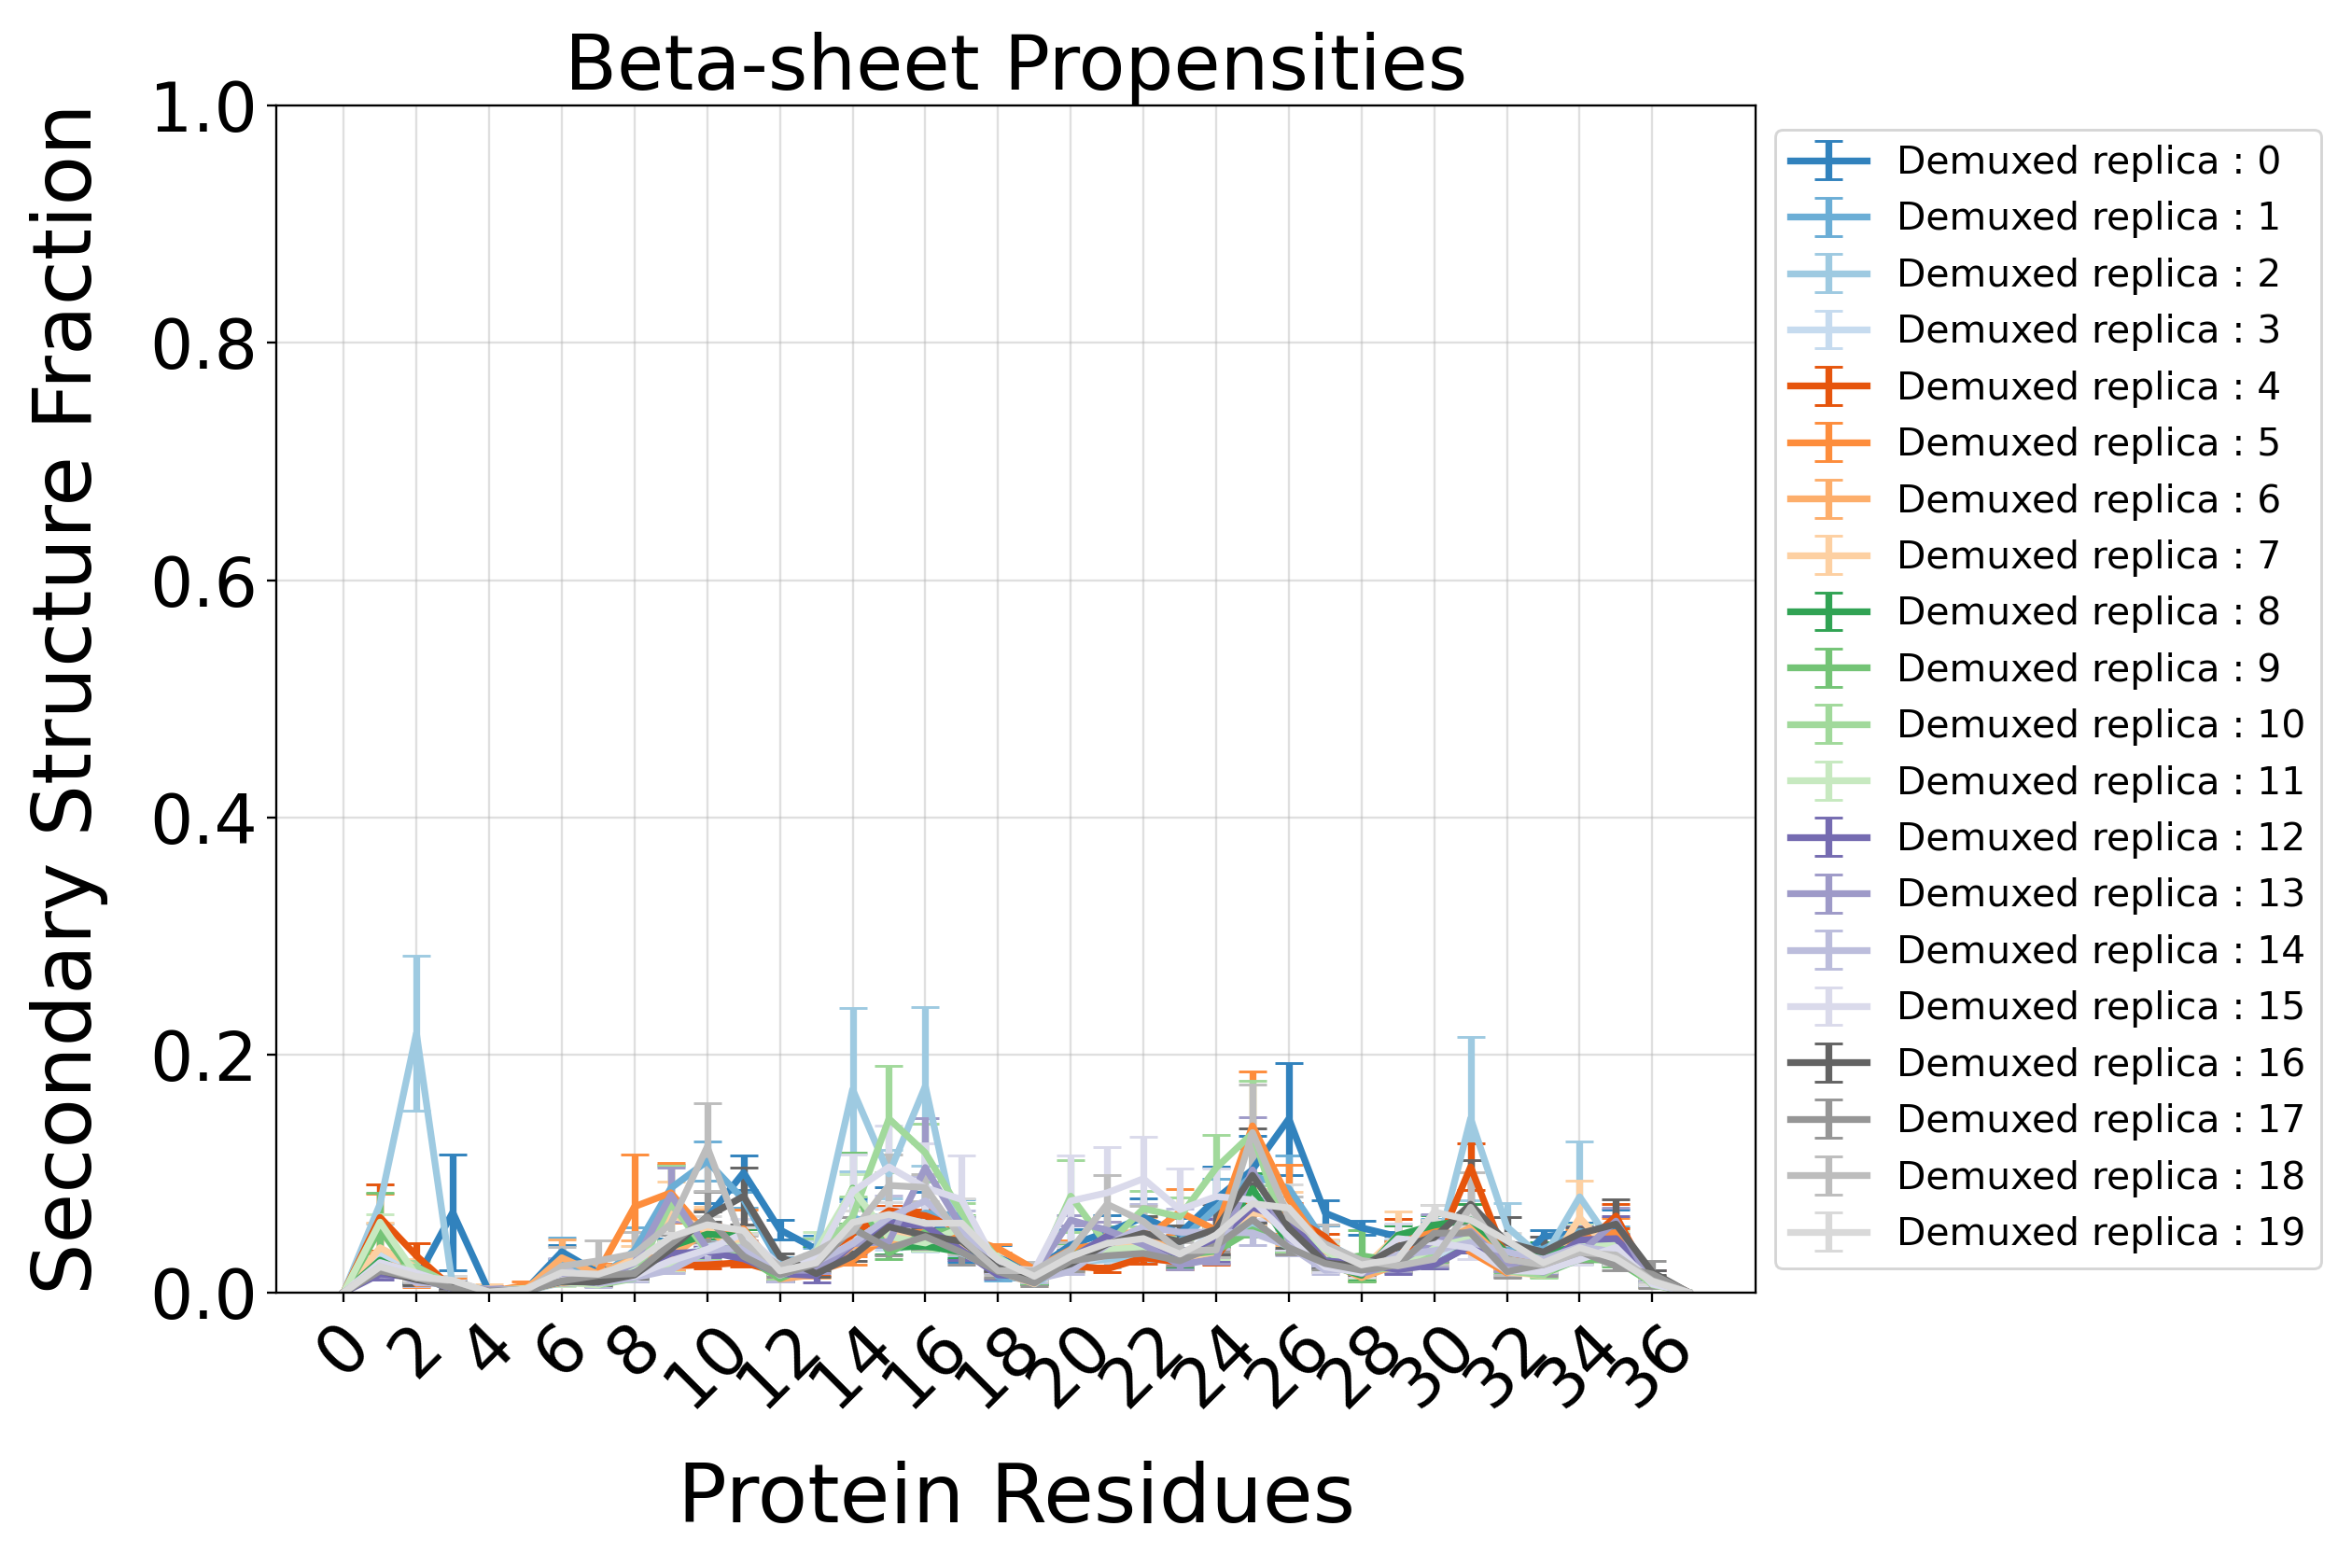 Beta-sheet Propensities
Secondary Structure Fraction
1.0
0.8
0.6
0.4
0.2
0.0
0 2 4 6 8 10 12 14 16 18 20 22 24 26 28 30 32 34 36
Protein Residues
Demuxed replica : 0
Demuxed replica : 1
Demuxed replica : 2
Demuxed replica : 3
Demuxed replica : 4
Demuxed replica : 5
Demuxed replica : 6
Demuxed replica : 7
Demuxed replica : 8
Demuxed replica : 9
Demuxed replica : 10
Demuxed replica : 11
Demuxed replica : 12
Demuxed replica : 13
Demuxed replica : 14
Demuxed replica : 15
Demuxed replica : 16
Demuxed replica : 17
Demuxed replica : 18
Demuxed replica : 19